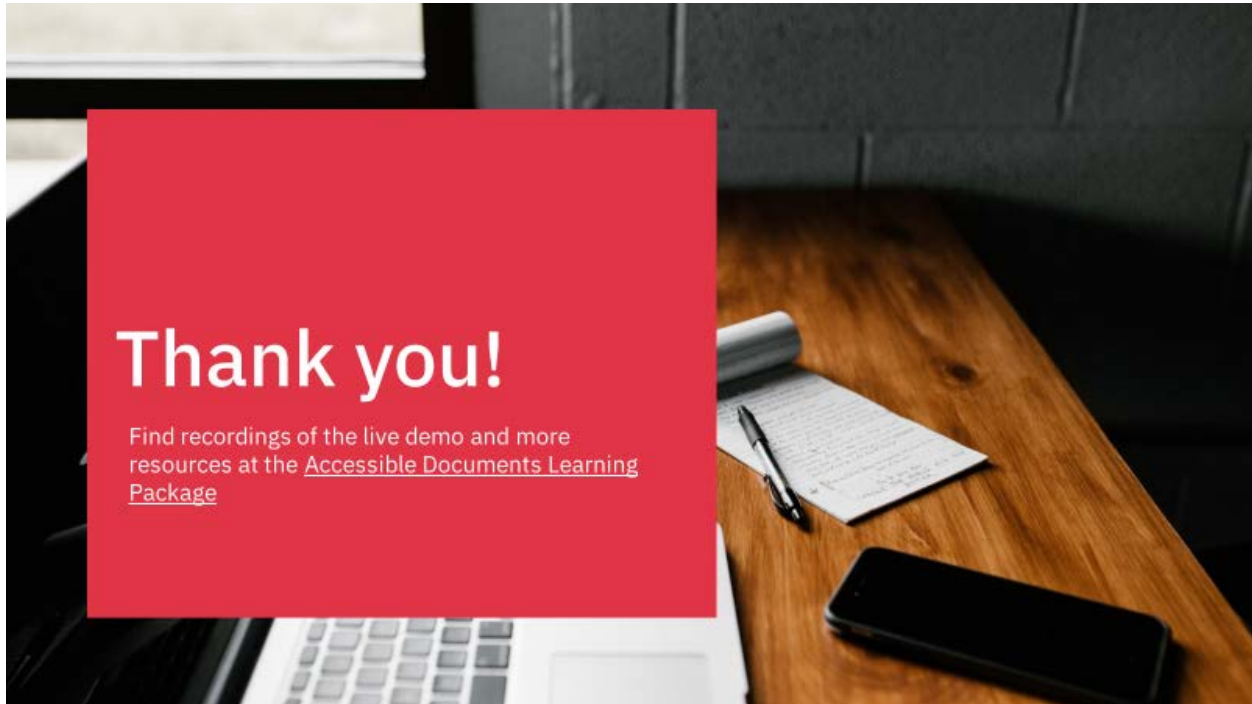 Thank you!
Find recordings of the live demo and more
resources at the Accessible Documents Learning
Package